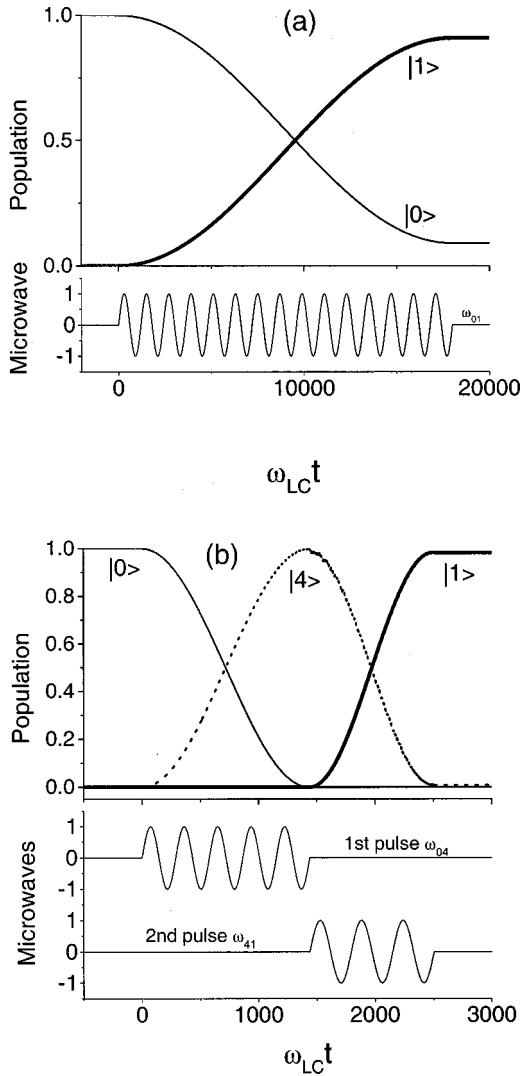 (a)
1.0
|1>
Population
0.5
|0>
0.0
Microwave
1
0
-1
ω01
0 10000 20000
ωLCt
(b)
1.0
|0>
|4>
|1>
0.8
Population
0.6
0.4
0.2
0.0
Microwaves
1
0
-1
1st pulse ω04
1
0
-1
2nd pulse ω41
0 1000 2000 3000
ωLCt